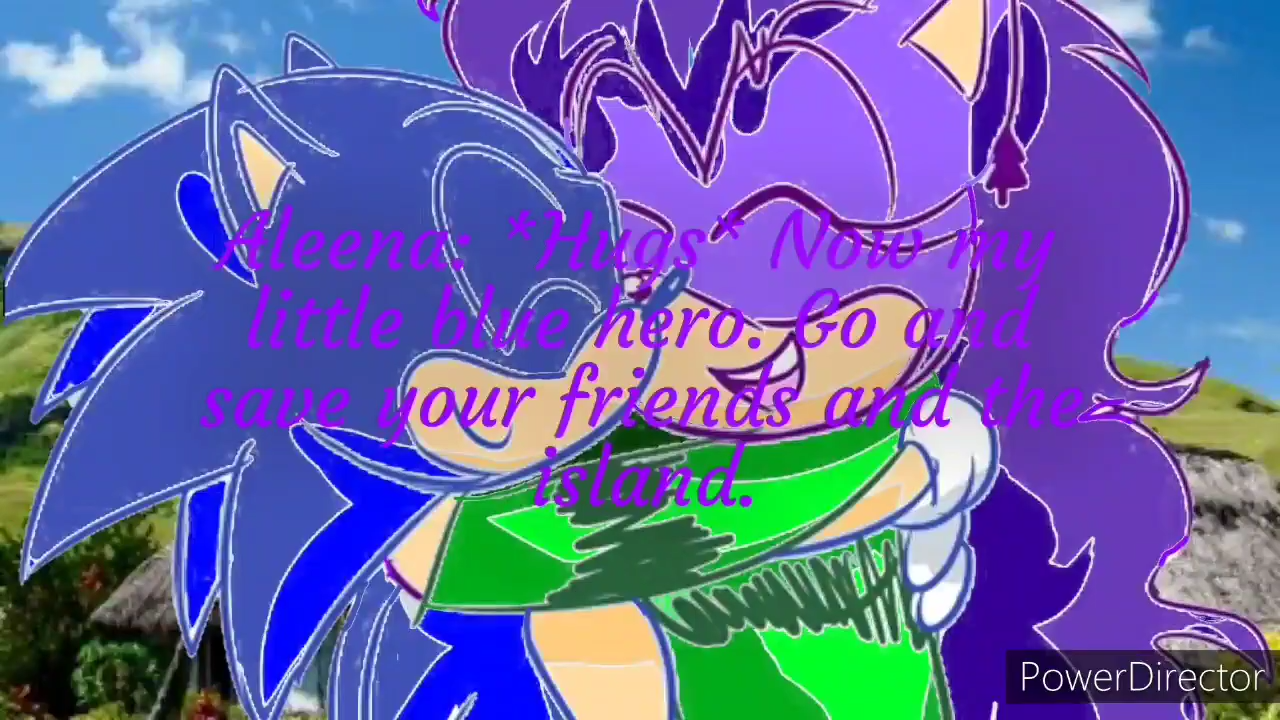 Aleena: *Hugs* Now my
little blue hero. Go and
save your friends and the
island.
PowerDirector